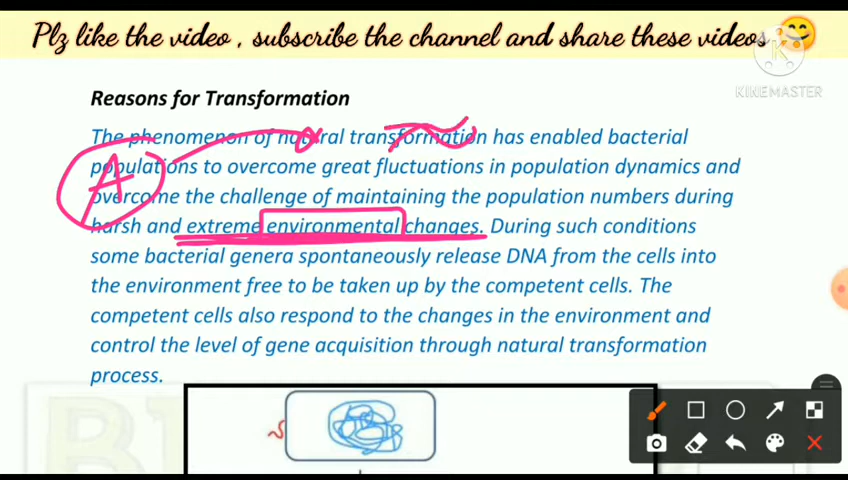 Plz like the video , subscribe the channel and share these videos 😊
KINEMASTER
Reasons for Transformation
The phenomenon of natural transformation has enabled bacterial
populations to overcome great fluctuations in population dynamics and
overcome the challenge of maintaining the population numbers during
harsh and extreme environmental changes. During such conditions
some bacterial genera spontaneously release DNA from the cells into
the environment free to be taken up by the competent cells. The
competent cells also respond to the changes in the environment and
control the level of gene acquisition through natural transformation
process.
A